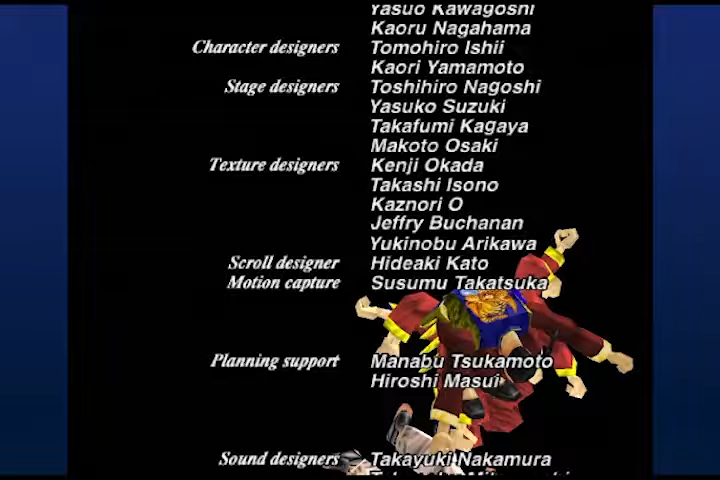 Yasuo Kawagoshi
Kaoru Nagahama
Character designers Tomohiro Ishii
Kaori Yamamoto
Stage designers Toshihiro Nagoshi
Yasuko Suzuki
Takafumi Kagaya
Makoto Osaki
Texture designers Kenji Okada
Takashi Isono
Kaznori O
Jeffry Buchanan
Yukinobu Arikawa
Scroll designer Hideaki Kato
Motion capture Susumu Takatsuka
Planning support Manabu Tsukamoto
Hiroshi Masui
Sound designers Takayuki Nakamura